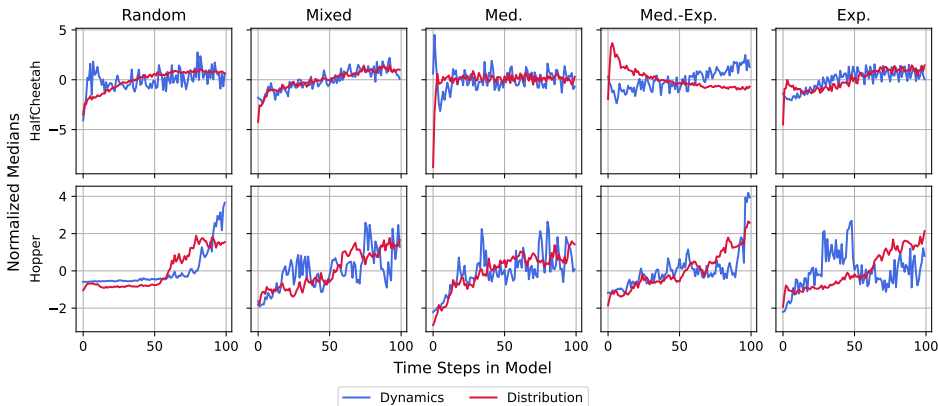 Random Mixed Med. Med.-Exp. Exp.
Normalized Medians
HalfCheetah
5
0
−5
Hopper
4
2
0
−2
0 50 100 0 50 100 0 50 100 0 50 100 0 50 100
Time Steps in Model
Dynamics Distribution